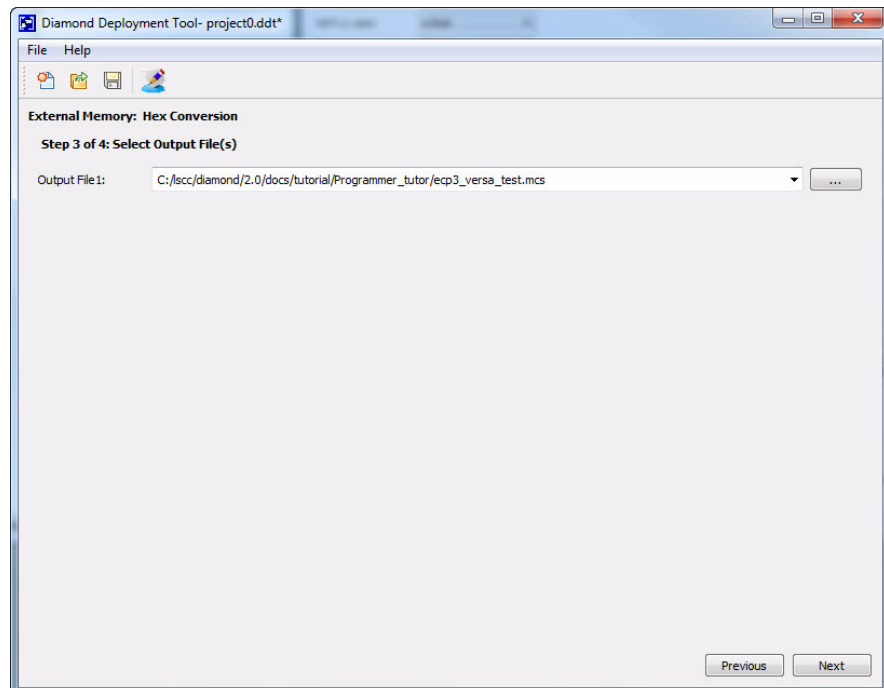 Diamond Deployment Tool- project0.ddt*
File Help
External Memory: Hex Conversion
Step 3 of 4: Select Output File(s)
Output File1: C:/lscc/diamond/2.0/docs/tutorial/Programmer_tutor/ecp3_versa_test.mcs ...
Previous Next